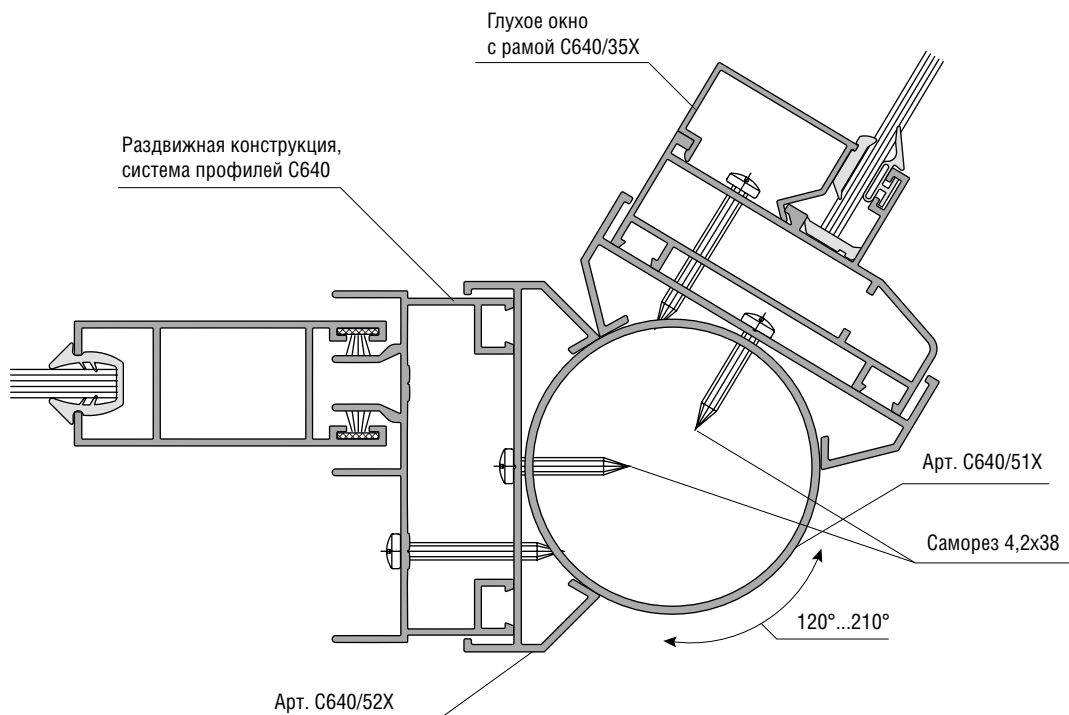 Глухое окно
с рамой С640/35Х
Раздвижная конструкция,
система профилей С640
Арт. С640/51Х
Саморез 4,2х38
120°...210°
Арт. С640/52Х